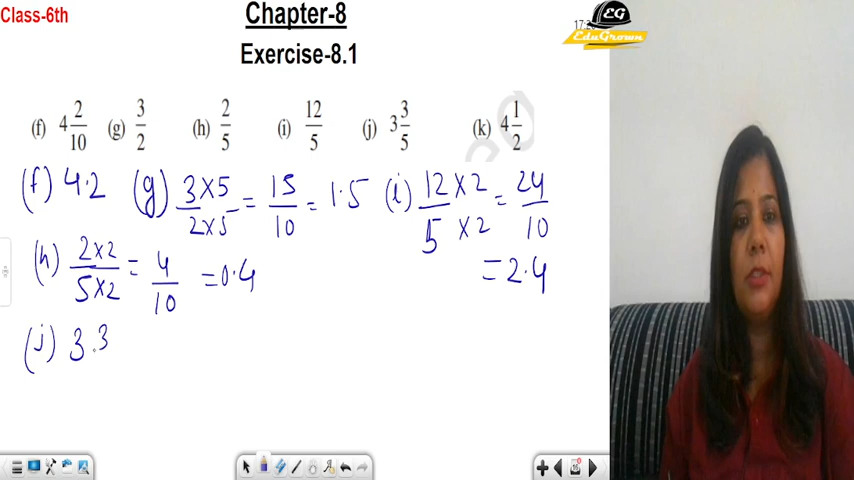 Class-6th
Chapter-8
Exercise-8.1
EG
EduGrown
(f) 4 2/10 (g) 3/2 (h) 2/5 (i) 12/5 (j) 3 3/5 (k) 4 1/2
(f) 4.2 (g) 3×5/2×5 = 15/10 = 1.5 (i) 12×2/5×2 = 24/10
= 2.4
(h) 2×2/5×2 = 4/10 = 0.4
(j) 3.3